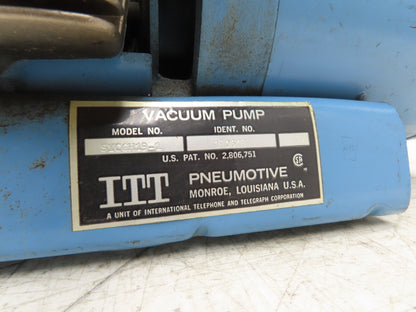 VACUUM PUMP
MODEL NO. IDENT. NO.
U.S. PAT. NO. 2,806,751
ITT PNEUMOTIVE
MONROE, LOUISIANA U.S.A.
A UNIT OF INTERNATIONAL TELEPHONE AND TELEGRAPH CORPORATION